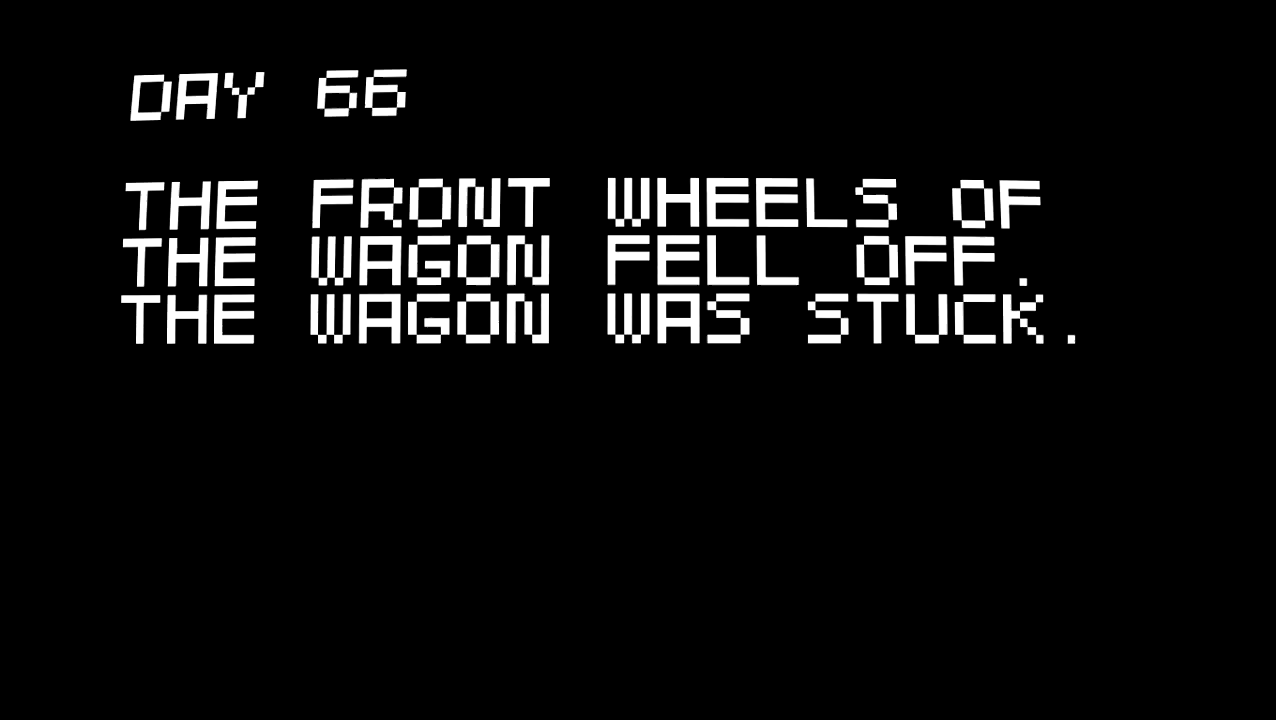 DAY 66
THE FRONT WHEELS OF
THE WAGON FELL OFF.
THE WAGON WAS STUCK.